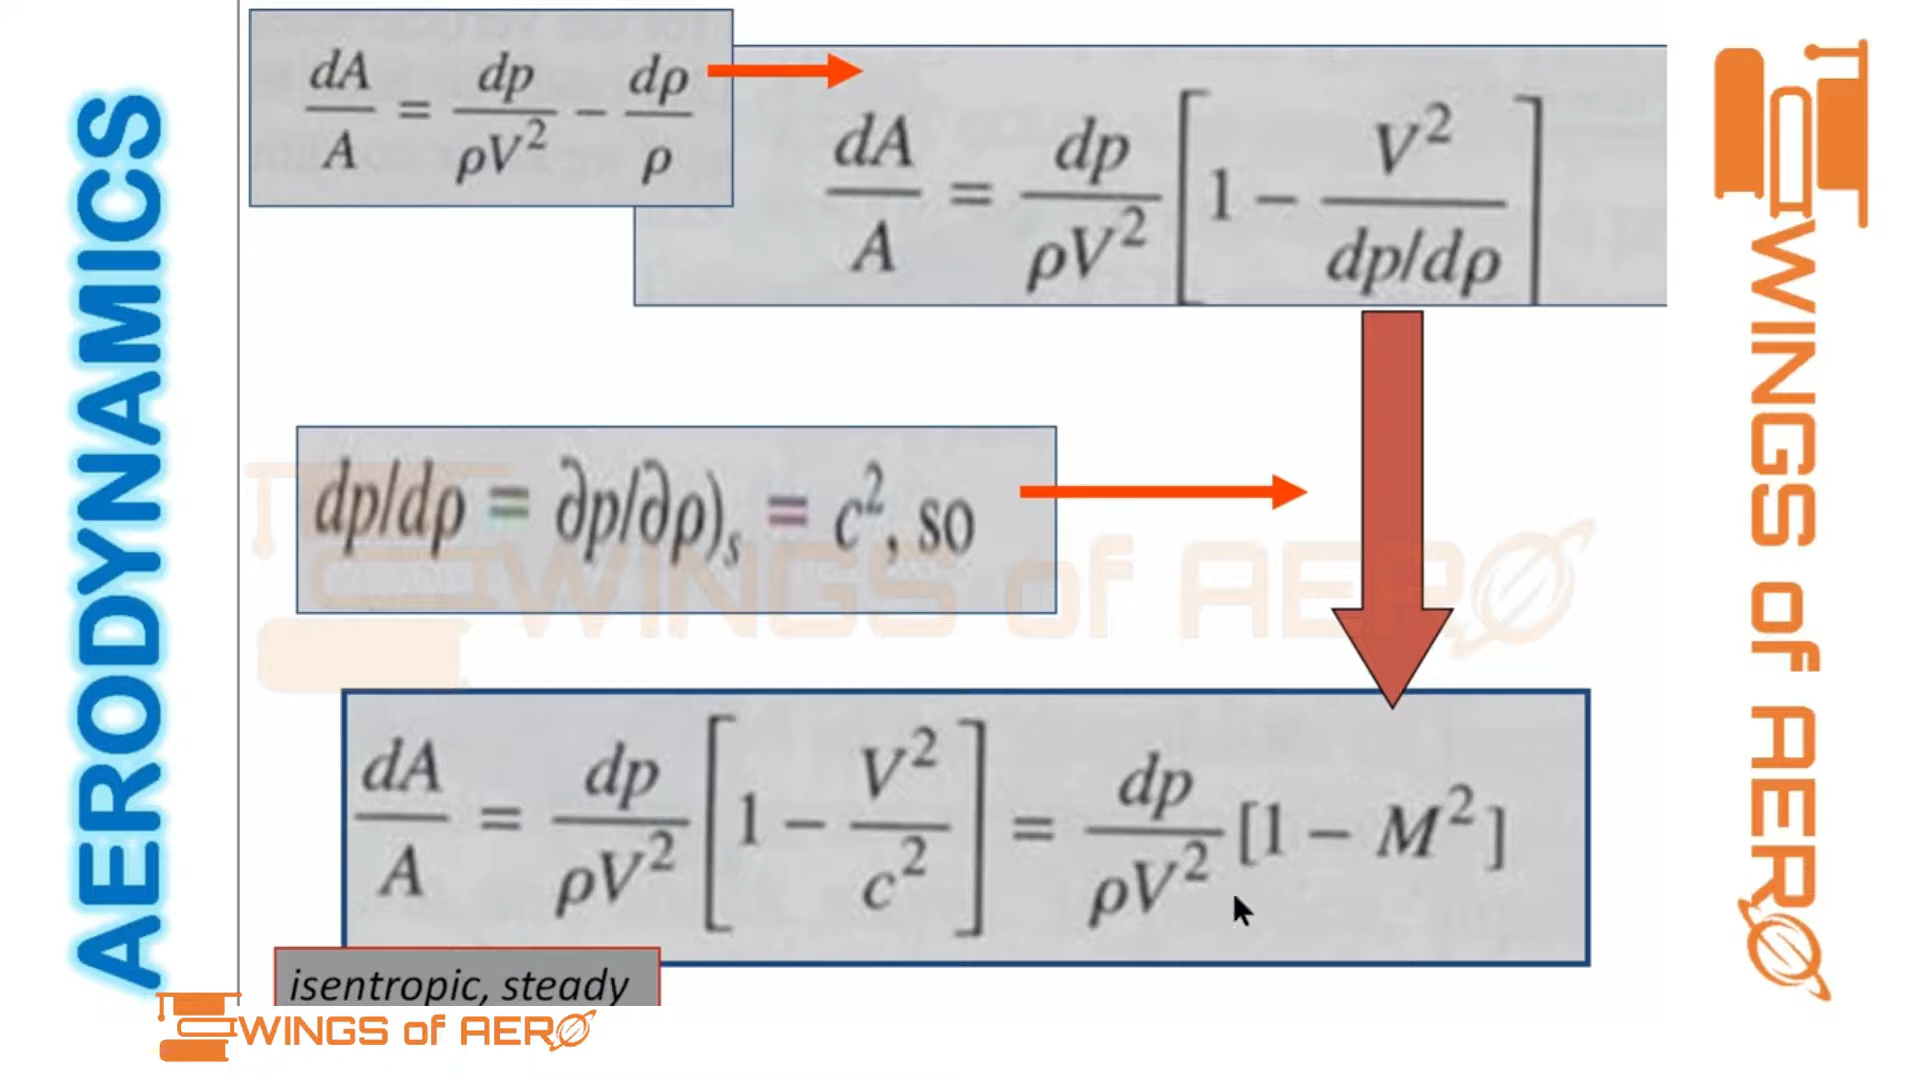 AERODYNAMICS
dA/A = dp/ρV² − dρ/ρ
dA/A = dp/ρV² [1 − V²/(dp/dρ)]
dp/dρ = ∂p/∂ρ)ₛ = c², so
dA/A = dp/ρV² [1 − V²/c²] = dp/ρV² [1 − M²]
isentropic, steady
WINGS of AERO
WINGS of AERO
WINGS of AERO